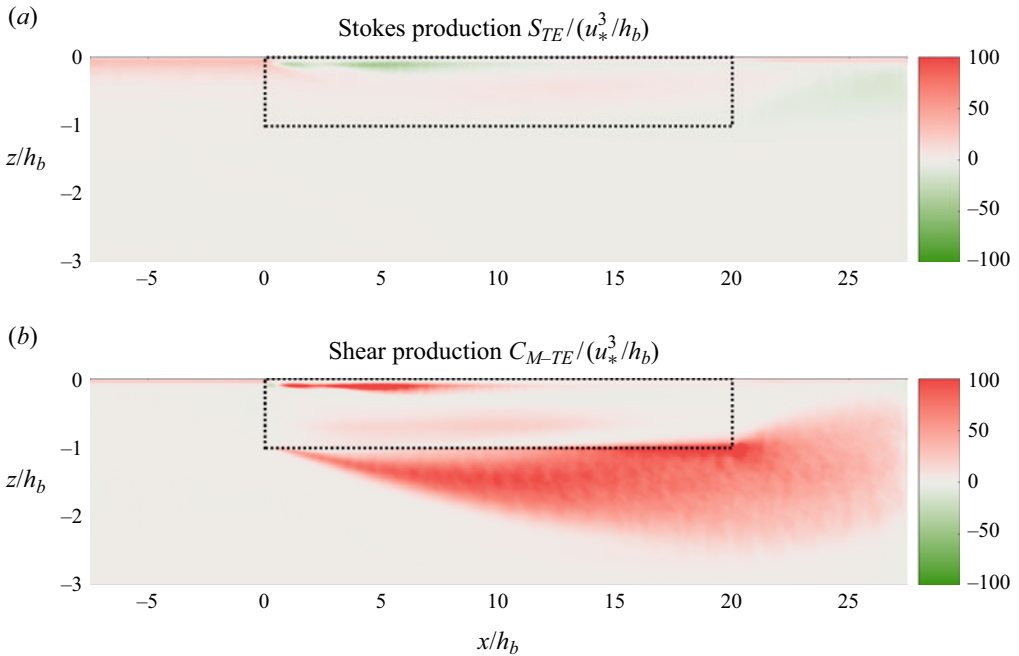 (a)
Stokes production S_TE/(u_*^3/h_b)
0
–1
z/h_b
–2
–3
–5 0 5 10 15 20 25
100
50
0
–50
–100
(b)
Shear production C_M–TE/(u_*^3/h_b)
0
–1
z/h_b
–2
–3
–5 0 5 10 15 20 25
x/h_b
100
50
0
–50
–100